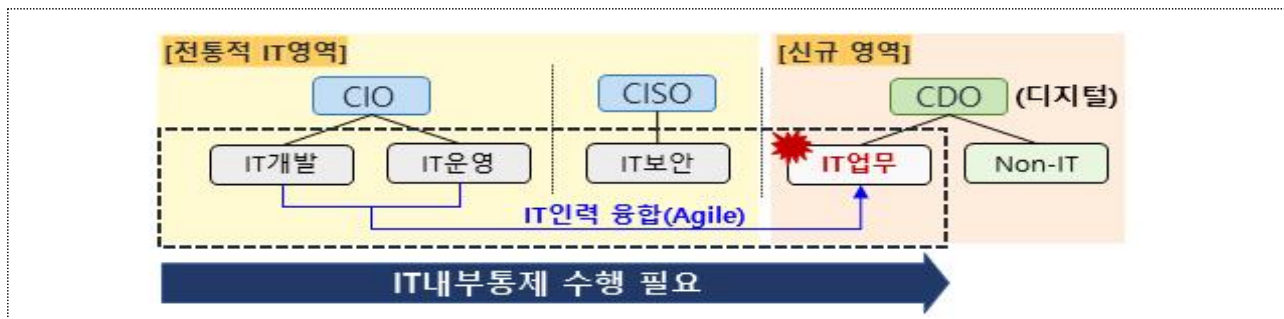 [전통적 IT영역]
[신규 영역]
CIO
CISO
CDO (디지털)
IT개발
IT운영
IT보안
IT업무
Non-IT
IT인력 융합(Agile)
IT내부통제 수행 필요